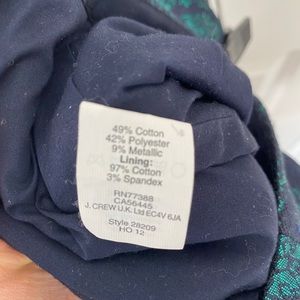 49% Cotton
42% Polyester
9% Metallic
Lining:
97% Cotton
3% Spandex
RN77388
CA56445
J. CREW U.K. Ltd EC4V 6JA
Style 28209
HO 12